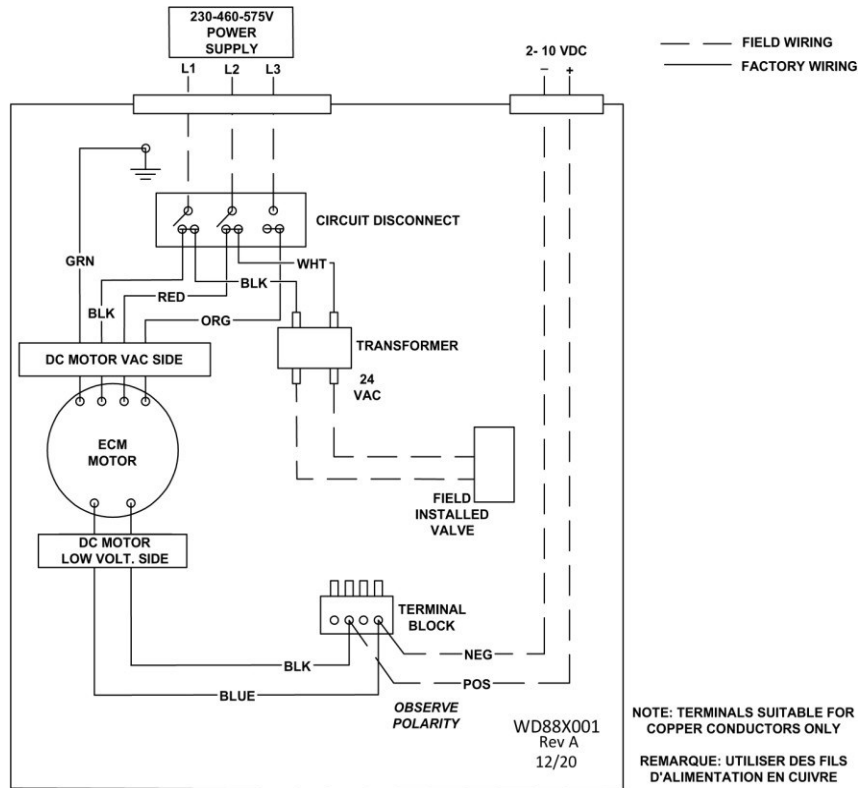 230-460-575V
POWER
SUPPLY
L1 L2 L3
2- 10 VDC
– +
FIELD WIRING
FACTORY WIRING
CIRCUIT DISCONNECT
GRN
WHT
BLK
RED
BLK
ORG
DC MOTOR VAC SIDE
TRANSFORMER
24
VAC
ECM
MOTOR
FIELD
INSTALLED
VALVE
DC MOTOR
LOW VOLT. SIDE
TERMINAL
BLOCK
NEG
BLK
POS
BLUE
OBSERVE
POLARITY
WD88X001
Rev A
12/20
NOTE: TERMINALS SUITABLE FOR
COPPER CONDUCTORS ONLY
REMARQUE: UTILISER DES FILS
D'ALIMENTATION EN CUIVRE